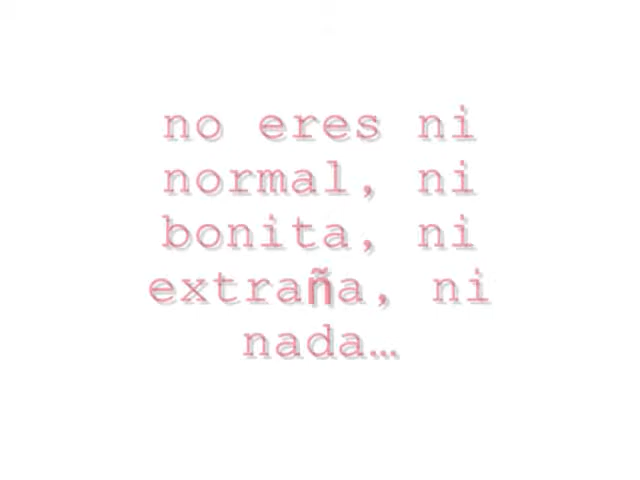 no eres ni
normal, ni
bonita, ni
extraña, ni
nada…